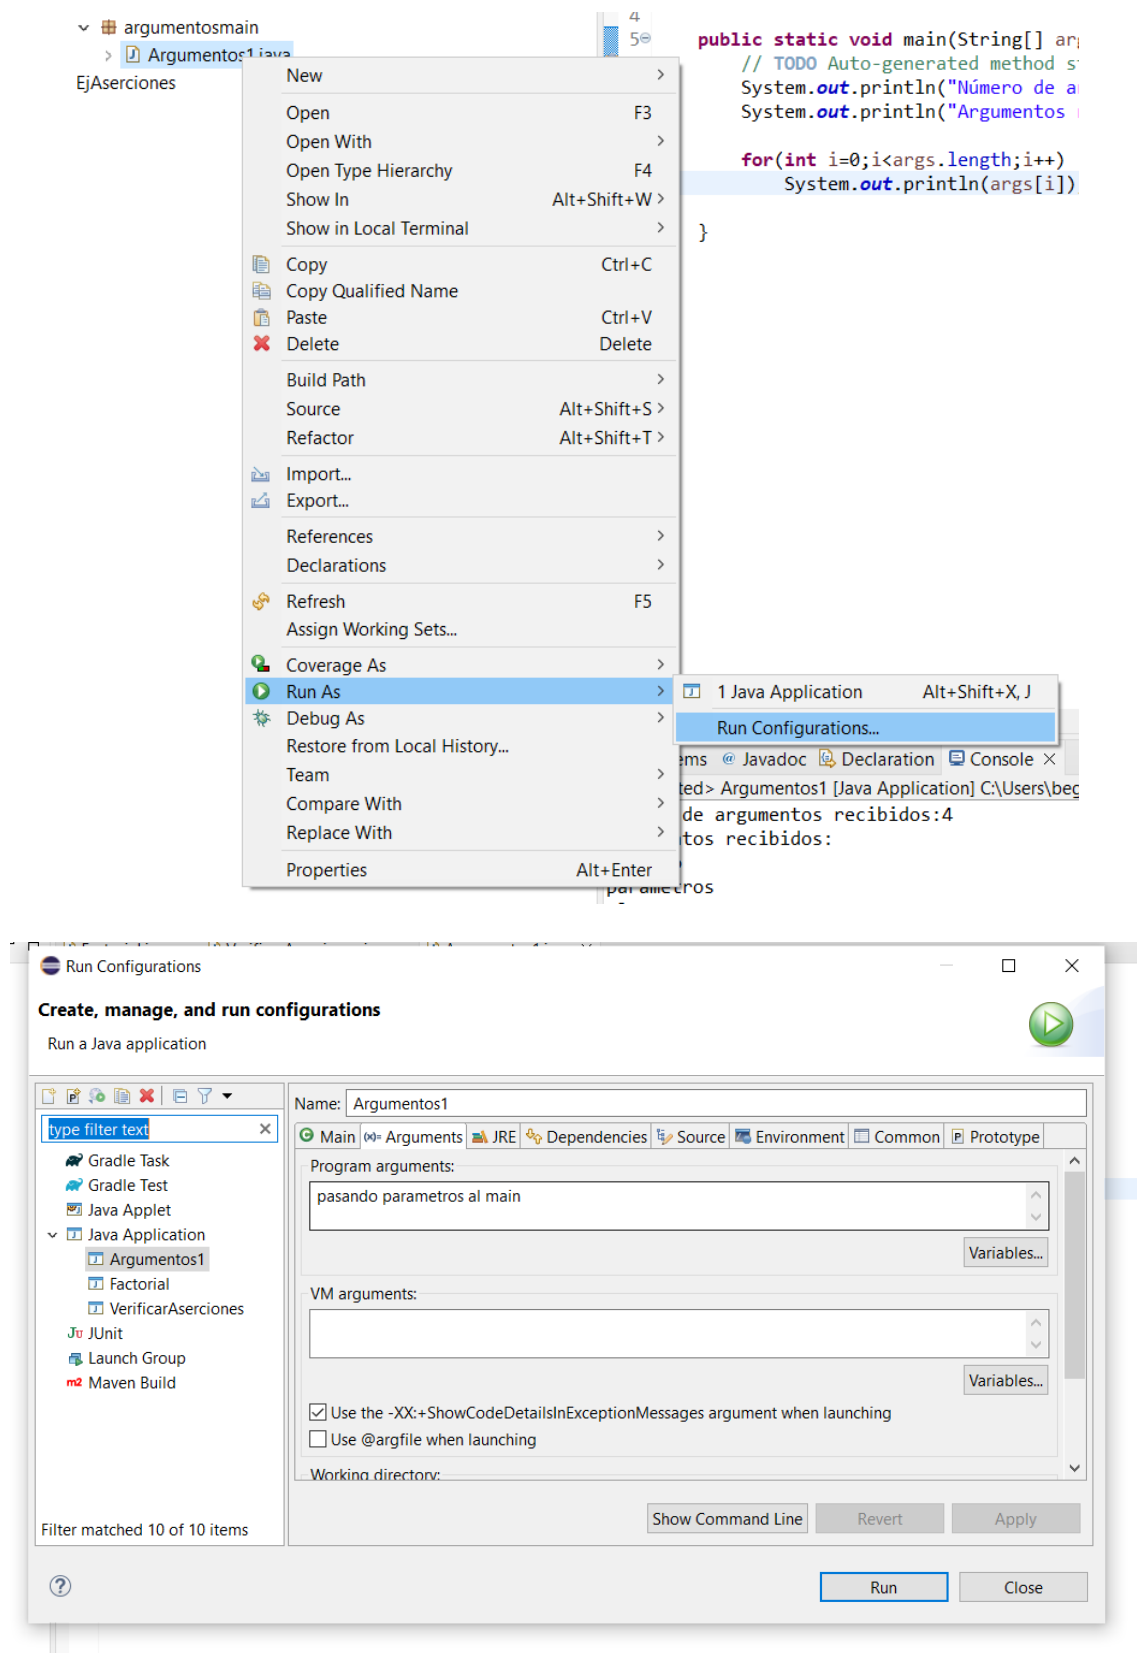 argumentosmain
Argumentos1.java
EjAserciones
4
5
public static void main(String[]
// TODO Auto-generated method
System.out.println("Número de
System.out.println("Argumentos
for(int i=0;i<args.length;i++)
System.out.println(args[i])
}
New
Open F3
Open With
Open Type Hierarchy F4
Show In Alt+Shift+W
Show in Local Terminal
Copy Ctrl+C
Copy Qualified Name
Paste Ctrl+V
Delete Delete
Build Path
Source Alt+Shift+S
Refactor Alt+Shift+T
Import...
Export...
References
Declarations
Refresh F5
Assign Working Sets...
Coverage As
Run As
Debug As
Restore from Local History...
Team
Compare With
Replace With
Properties Alt+Enter
1 Java Application Alt+Shift+X, J
Run Configurations...
@ Javadoc Declaration Console
Argumentos1 [Java Application] C:\Users\beg
de argumentos recibidos:4
recibidos:
parametros
Run Configurations
Create, manage, and run configurations
Run a Java application
type filter text
Gradle Task
Gradle Test
Java Applet
Java Application
Argumentos1
Factorial
VerificarAserciones
Ju JUnit
Launch Group
m2 Maven Build
Filter matched 10 of 10 items
Name: Argumentos1
Main (x)= Arguments JRE Dependencies Source Environment Common Prototype
Program arguments:
pasando parametros al main
Variables...
VM arguments:
Variables...
Use the -XX:+ShowCodeDetailsInExceptionMessages argument when launching
Use @argfile when launching
Working directory:
Show Command Line Revert Apply
Run Close